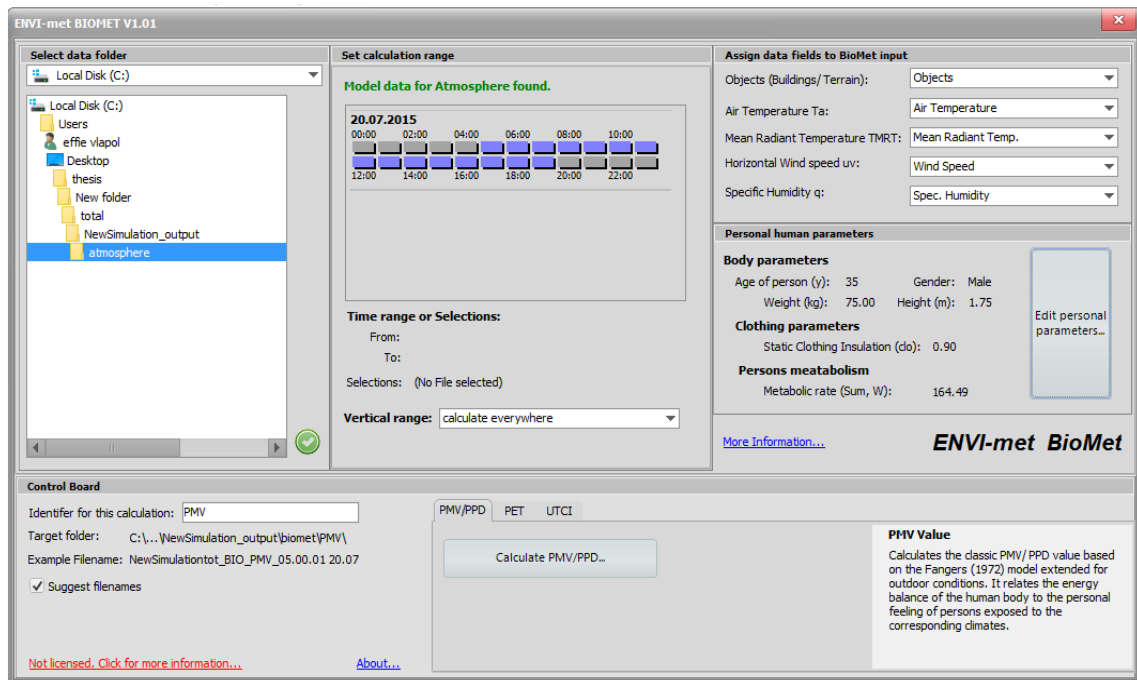 ENVI-met BIOMET V1.01
Select data folder
Local Disk (C:)
Local Disk (C:)
Users
effie vlapol
Desktop
thesis
New folder
total
NewSimulation_output
atmosphere
Set calculation range
Model data for Atmosphere found.
20.07.2015
00:00 02:00 04:00 06:00 08:00 10:00
12:00 14:00 16:00 18:00 20:00 22:00
Time range or Selections:
From:
To:
Selections: (No File selected)
Vertical range: calculate everywhere
Assign data fields to BioMet input
Objects (Buildings/Terrain): Objects
Air Temperature Ta: Air Temperature
Mean Radiant Temperature TMRT: Mean Radiant Temp.
Horizontal Wind speed uv: Wind Speed
Specific Humidity q: Spec. Humidity
Personal human parameters
Body parameters
Age of person (y): 35 Gender: Male
Weight (kg): 75.00 Height (m): 1.75
Clothing parameters
Static Clothing Insulation (clo): 0.90
Persons meatabolism
Metabolic rate (Sum, W): 164.49
Edit personal
parameters...
More Information...
ENVI-met BioMet
Control Board
Identifer for this calculation: PMV
Target folder: C:\...\NewSimulation_output\biomet\PMV\
Example Filename: NewSimulationtot_BIO_PMV_05.00.01 20.07
Suggest filenames
Not licensed. Click for more information...
About...
PMV/PPD PET UTCI
Calculate PMV/PPD...
PMV Value
Calculates the classic PMV/PPD value based
on the Fangers (1972) model extended for
outdoor conditions. It relates the energy
balance of the human body to the personal
feeling of persons exposed to the
corresponding climates.